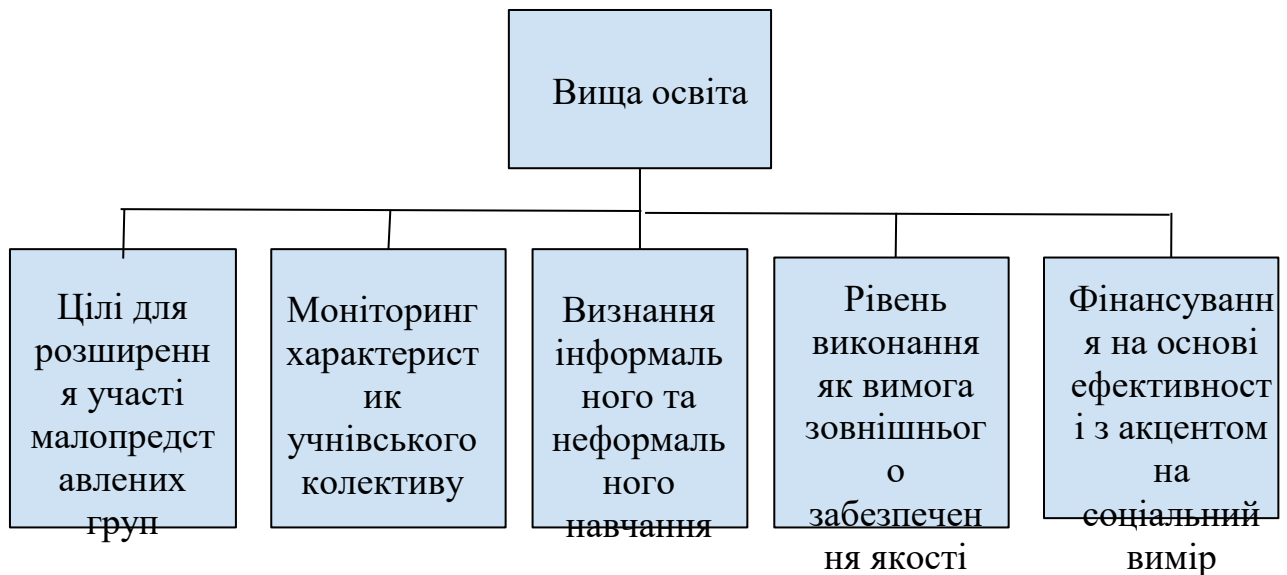 Вища освіта
Цілі для
розширенн
я участі
малопредст
авлених
груп
Моніторинг
характерист
ик
учнівського
колективу
Визнання
інформаль
ного та
неформаль
ного
навчання
Рівень
виконання
як вимога
зовнішньог
о
забезпечен
ня якості
Фінансуванн
я на основі
ефективност
і з акцентом
на
соціальний
вимір